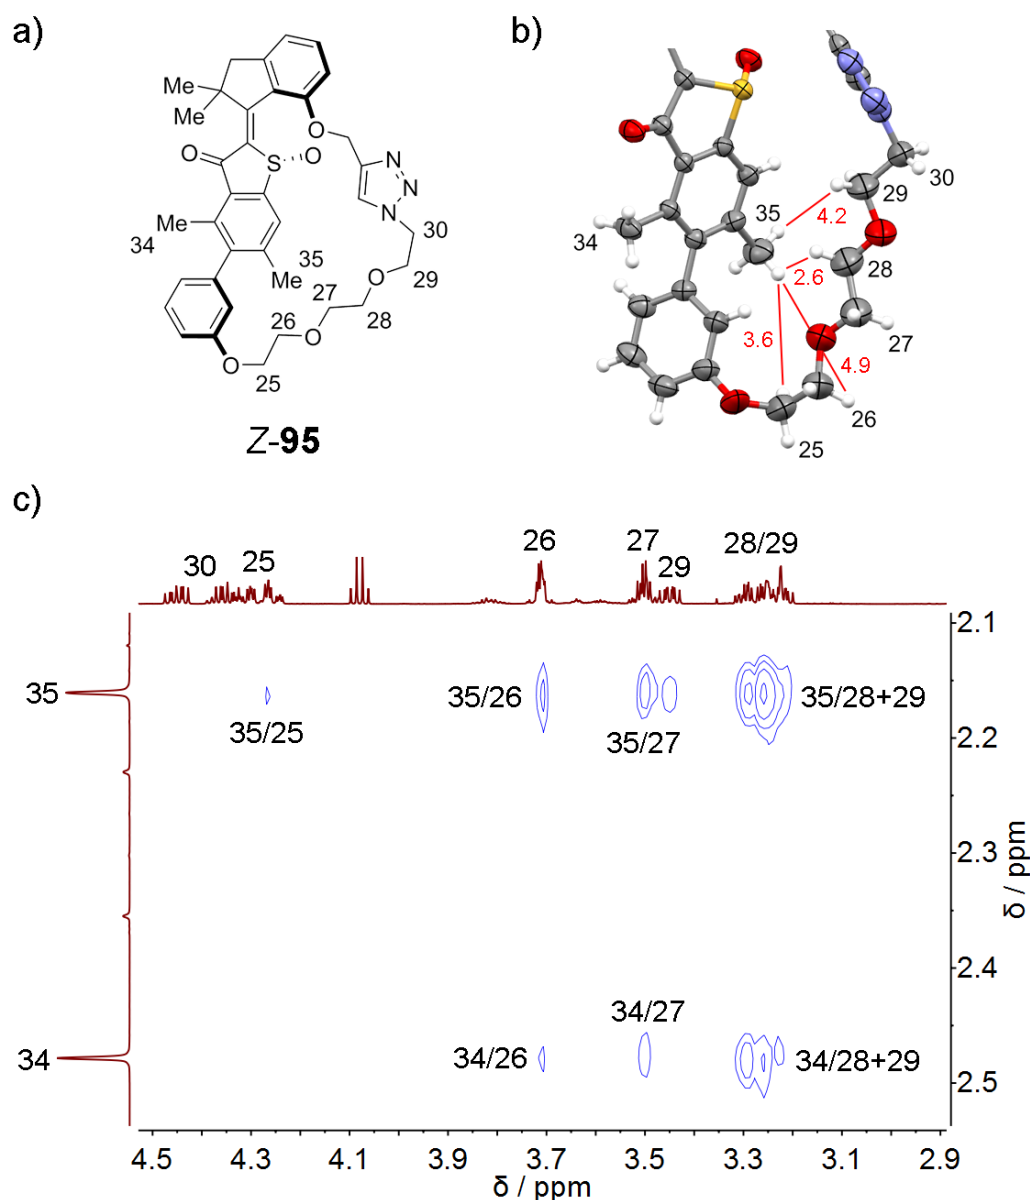 a)
Me
Me
O
O
S
O
N
N
N
34
Me
30
35
Me
O
29
27
28
26
O
O
25
Z-95
b)
30
35
29
4.2
34
28
2.6
27
3.6
4.9
26
25
c)
30
25
26
27
29
28/29
2.1
35
35/26
35/28+29
35/25
35/27
2.2
2.3
2.4
34/27
34
34/26
34/28+29
2.5
δ / ppm
4.5
4.3
4.1
3.9
3.7
3.5
3.3
3.1
2.9
δ / ppm